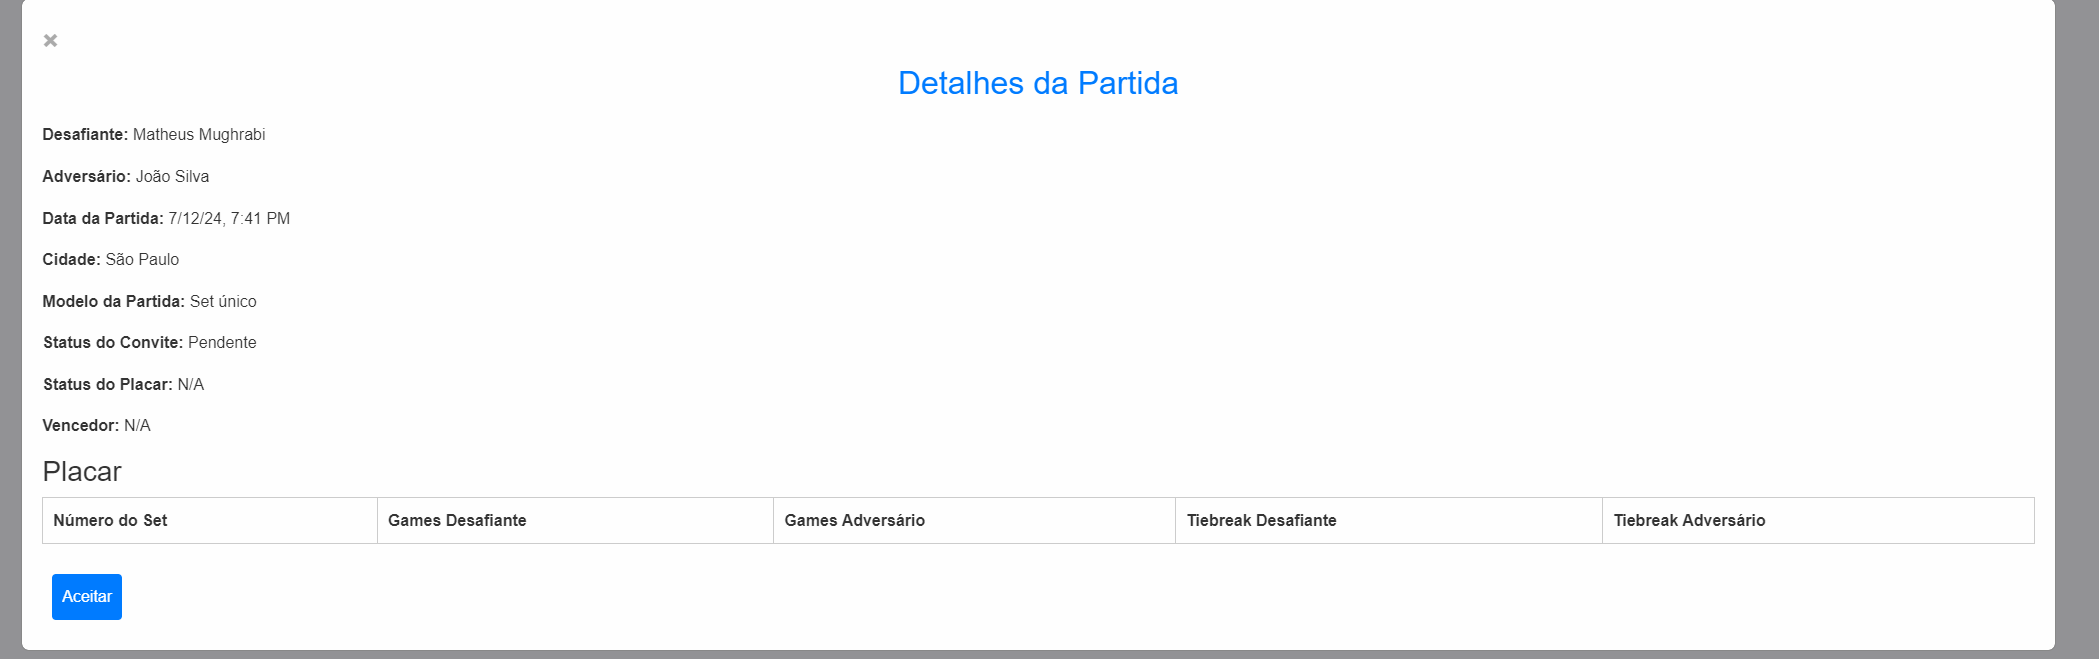 ×
Detalhes da Partida
Desafiante: Matheus Mughrabi
Adversário: João Silva
Data da Partida: 7/12/24, 7:41 PM
Cidade: São Paulo
Modelo da Partida: Set único
Status do Convite: Pendente
Status do Placar: N/A
Vencedor: N/A
Placar
Número do Set Games Desafiante Games Adversário Tiebreak Desafiante Tiebreak Adversário
Aceitar